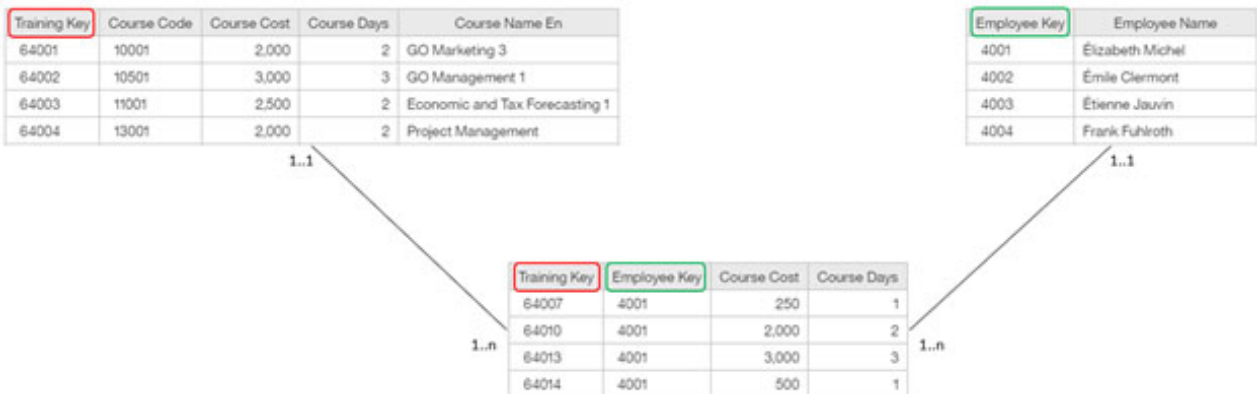 Training Key Course Code Course Cost Course Days Course Name En
64001 10001 2,000 2 GO Marketing 3
64002 10501 3,000 3 GO Management 1
64003 11001 2,500 2 Economic and Tax Forecasting 1
64004 13001 2,000 2 Project Management
1..1
Employee Key Employee Name
4001 Élizabeth Michel
4002 Émile Clermont
4003 Étienne Jauvin
4004 Frank Fuhlroth
1..1
Training Key Employee Key Course Cost Course Days
64007 4001 250 1
64010 4001 2,000 2
64013 4001 3,000 3
64014 4001 500 1
1..n
1..n